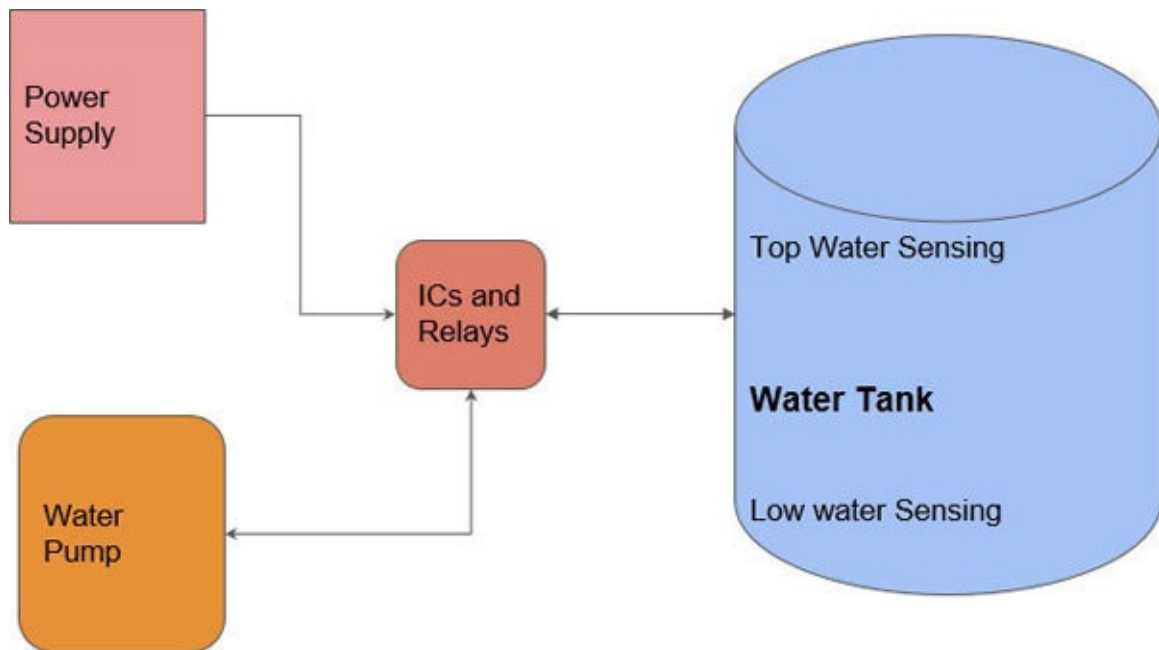 Power
Supply
ICs and
Relays
Water
Pump
Top Water Sensing
Water Tank
Low water Sensing